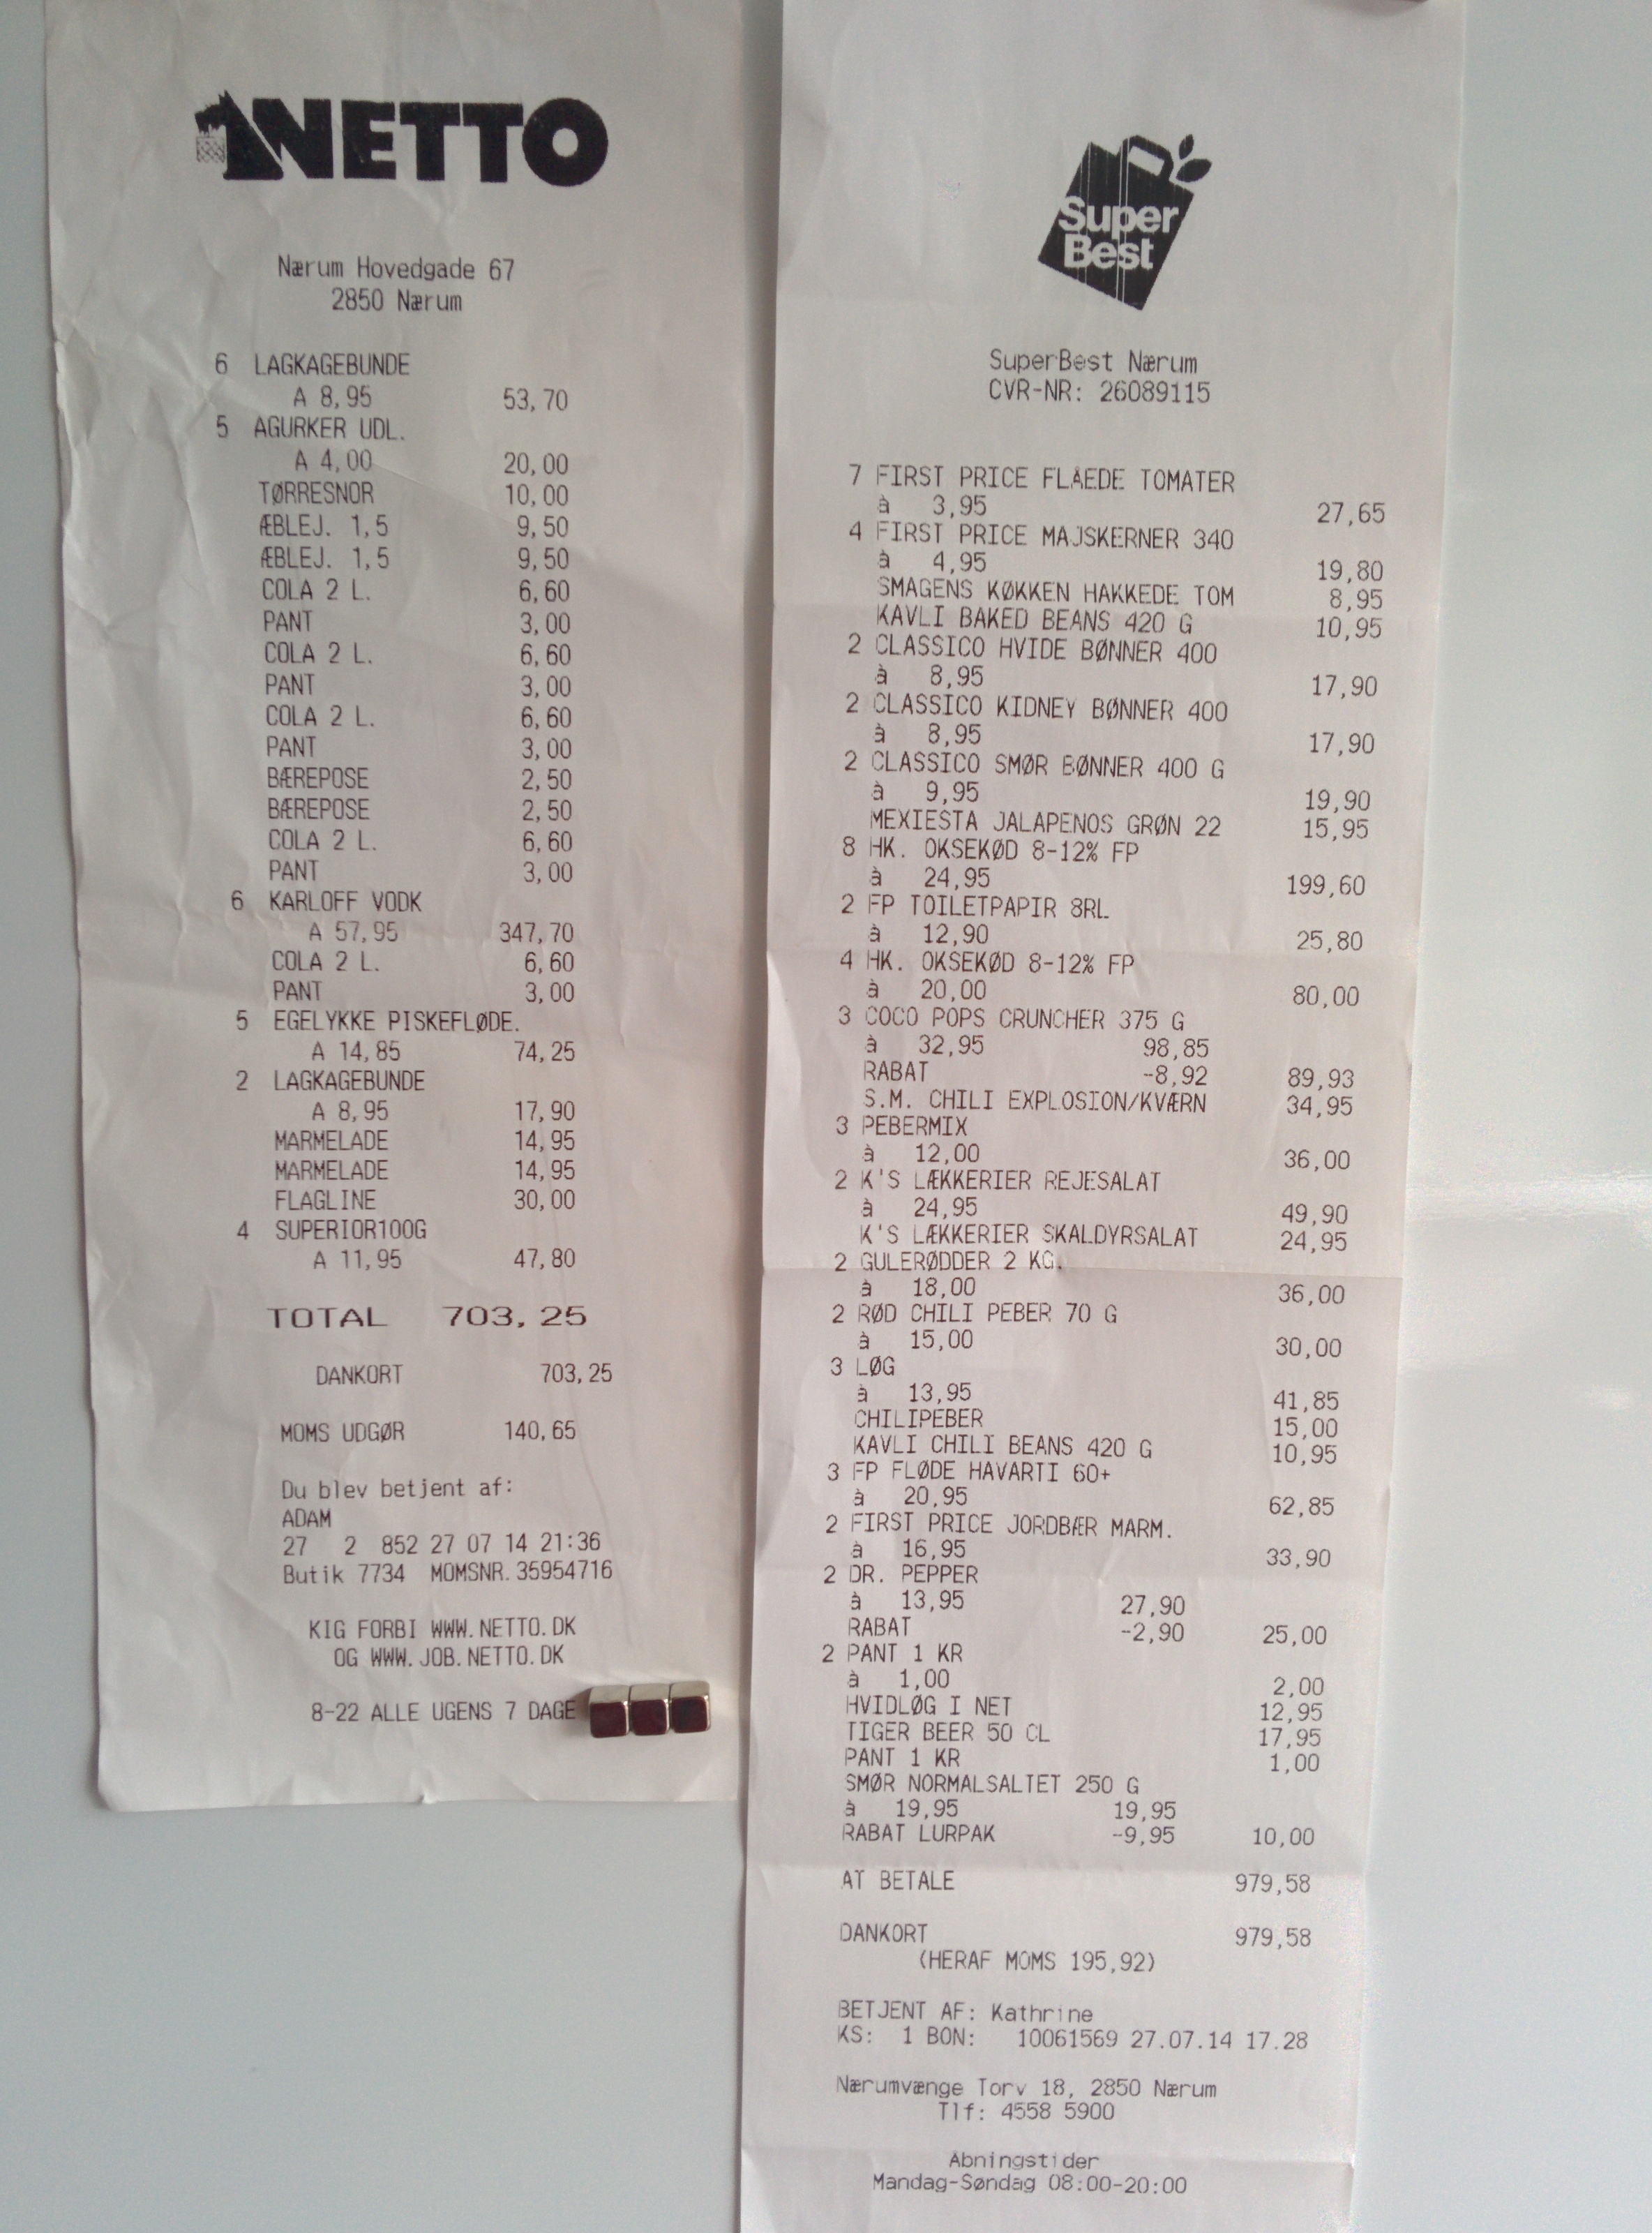 NETTO
Nærum Hovedgade 67
2850 Nærum
6 LAGKAGEBUNDE
A 8,95 53,70
5 AGURKER UDL.
A 4,00 20,00
TØRRESNOR 10,00
ÆBLEJ. 1,5 9,50
ÆBLEJ. 1,5 9,50
COLA 2 L. 6,60
PANT 3,00
COLA 2 L. 6,60
PANT 3,00
COLA 2 L. 6,60
PANT 3,00
BÆREPOSE 2,50
BÆREPOSE 2,50
COLA 2 L. 6,60
PANT 3,00
6 KARLOFF VODK
A 57,95 347,70
COLA 2 L. 6,60
PANT 3,00
5 EGELYKKE PISKEFLØDE.
A 14,85 74,25
2 LAGKAGEBUNDE
A 8,95 17,90
MARMELADE 14,95
MARMELADE 14,95
FLAGLINE 30,00
4 SUPERIOR100G
A 11,95 47,80
TOTAL 703,25
DANKORT 703,25
MOMS UDGØR 140,65
Du blev betjent af:
ADAM
27 2 852 27 07 14 21:36
Butik 7734 MOMSNR.35954716
KIG FORBI WWW.NETTO.DK
OG WWW.JOB.NETTO.DK
8-22 ALLE UGENS 7 DAGE
Super
Best
SuperBest Nærum
CVR-NR: 26089115
7 FIRST PRICE FLÅEDE TOMATER
à 3,95 27,65
4 FIRST PRICE MAJSKERNER 340
à 4,95 19,80
SMAGENS KØKKEN HAKKEDE TOM 8,95
KAVLI BAKED BEANS 420 G 10,95
2 CLASSICO HVIDE BØNNER 400
à 8,95 17,90
2 CLASSICO KIDNEY BØNNER 400
à 8,95 17,90
2 CLASSICO SMØR BØNNER 400 G
à 9,95 19,90
MEXIESTA JALAPENOS GRØN 22 15,95
8 HK. OKSEKØD 8-12% FP
à 24,95 199,60
2 FP TOILETPAPIR 8RL
à 12,90 25,80
4 HK. OKSEKØD 8-12% FP
à 20,00 80,00
3 COCO POPS CRUNCHER 375 G
à 32,95 98,85
RABAT -8,92 89,93
S.M. CHILI EXPLOSION/KVÆRN 34,95
3 PEBERMIX
à 12,00 36,00
2 K'S LÆKKERIER REJESALAT
à 24,95 49,90
K'S LÆKKERIER SKALDYRSALAT 24,95
2 GULERØDDER 2 KG.
à 18,00 36,00
2 RØD CHILI PEBER 70 G
à 15,00 30,00
3 LØG
à 13,95 41,85
CHILIPEBER 15,00
KAVLI CHILI BEANS 420 G 10,95
3 FP FLØDE HAVARTI 60+
à 20,95 62,85
2 FIRST PRICE JORDBÆR MARM.
à 16,95 33,90
2 DR. PEPPER
à 13,95 27,90
RABAT -2,90 25,00
2 PANT 1 KR
à 1,00 2,00
HVIDLØG I NET 12,95
TIGER BEER 50 CL 17,95
PANT 1 KR 1,00
SMØR NORMALSALTET 250 G
à 19,95 19,95
RABAT LURPAK -9,95 10,00
AT BETALE 979,58
DANKORT 979,58
(HERAF MOMS 195,92)
BETJENT AF: Kathrine
KS: 1 BON: 10061569 27.07.14 17.28
Nærumvænge Torv 18, 2850 Nærum
Tlf: 4558 5900
Åbningstider
Mandag-Søndag 08:00-20:00